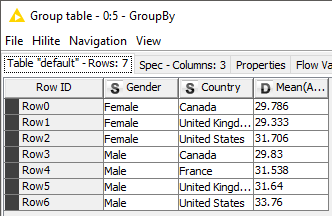 Group table - 0:5 - GroupBy
File Hilite Navigation View
Table "default" - Rows: 7 Spec - Columns: 3 Properties Flow Va
Row ID S Gender S Country D Mean(A...
Row0 Female Canada 29.786
Row1 Female United Kingd... 29.333
Row2 Female United States 31.706
Row3 Male Canada 29.83
Row4 Male France 31.538
Row5 Male United Kingd... 31.64
Row6 Male United States 33.76